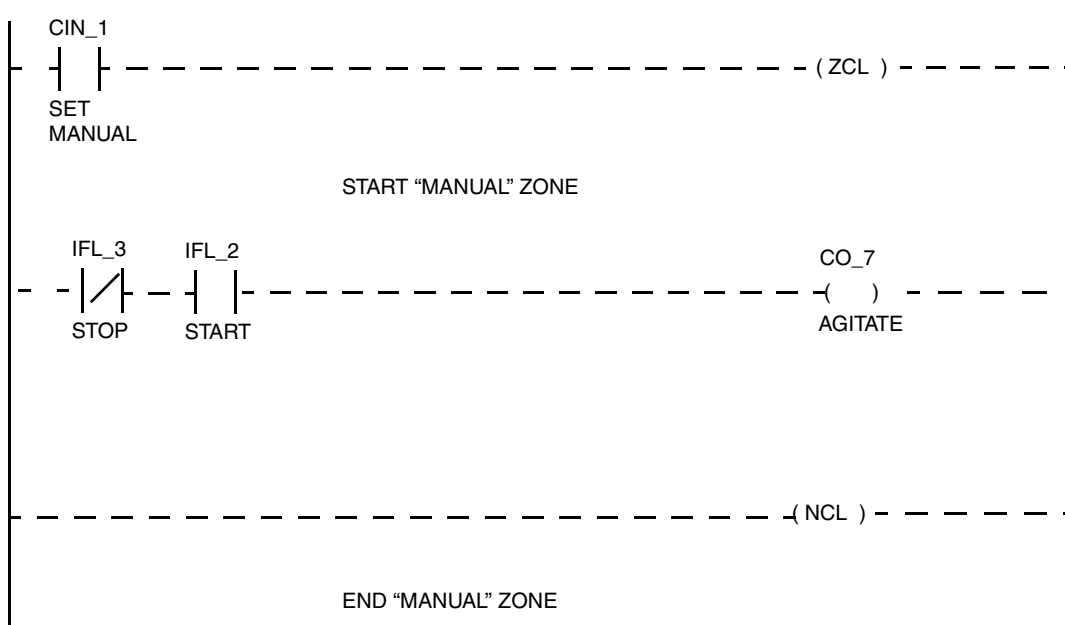 CIN_1
( ZCL )
SET
MANUAL
START “MANUAL” ZONE
IFL_3 IFL_2 CO_7
( )
STOP START AGITATE
( NCL )
END “MANUAL” ZONE